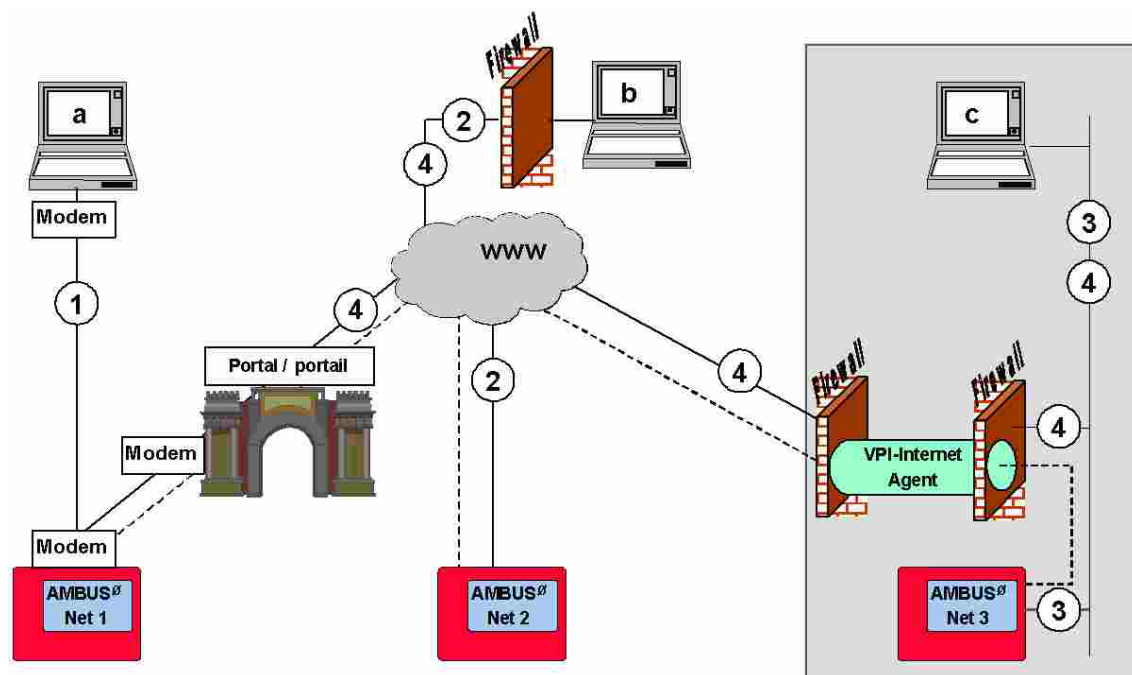 Firewall
a
b
c
2
4
Modem
WWW
3
4
1
4
Portal / portail
2
4
Firewall
Firewall
4
Modem
VPI-Internet
Agent
Modem
AMBUSØ
Net 1
AMBUSØ
Net 2
AMBUSØ
Net 3
3